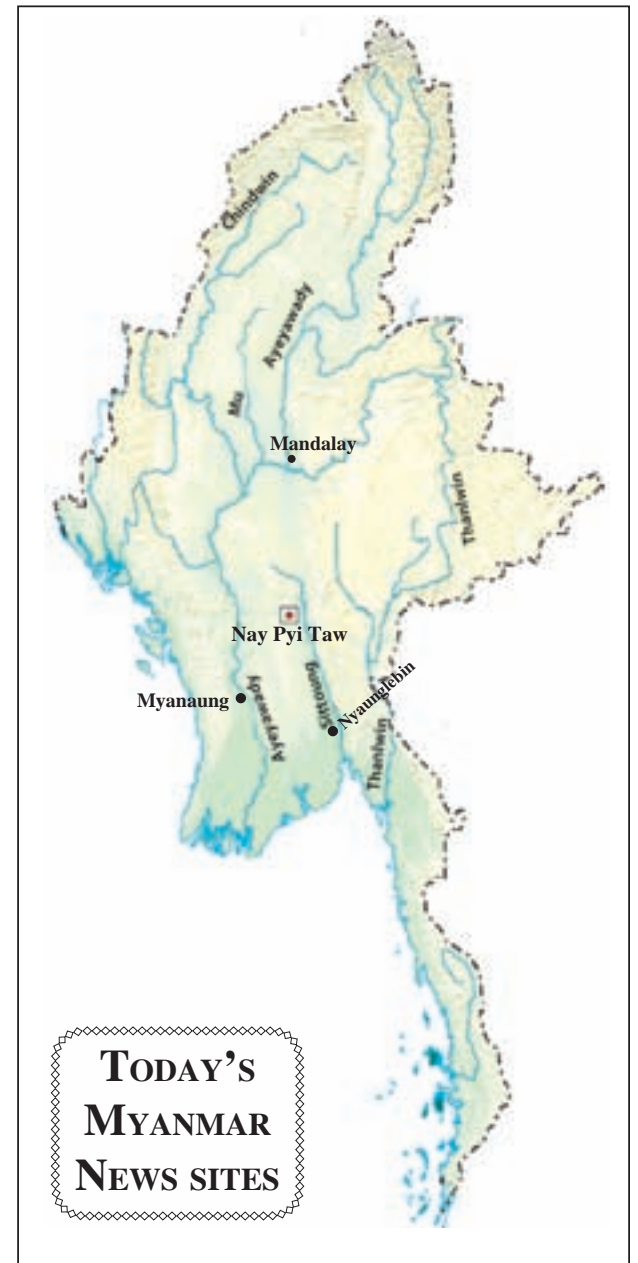 Chindwin
Ayeyawady
Mu
Mandalay
Thanlwin
Nay Pyi Taw
Myanaung
Ayeyawady
Sittoung
Nyaunglebin
Thanlwin
TODAY'S
MYANMAR
NEWS SITES